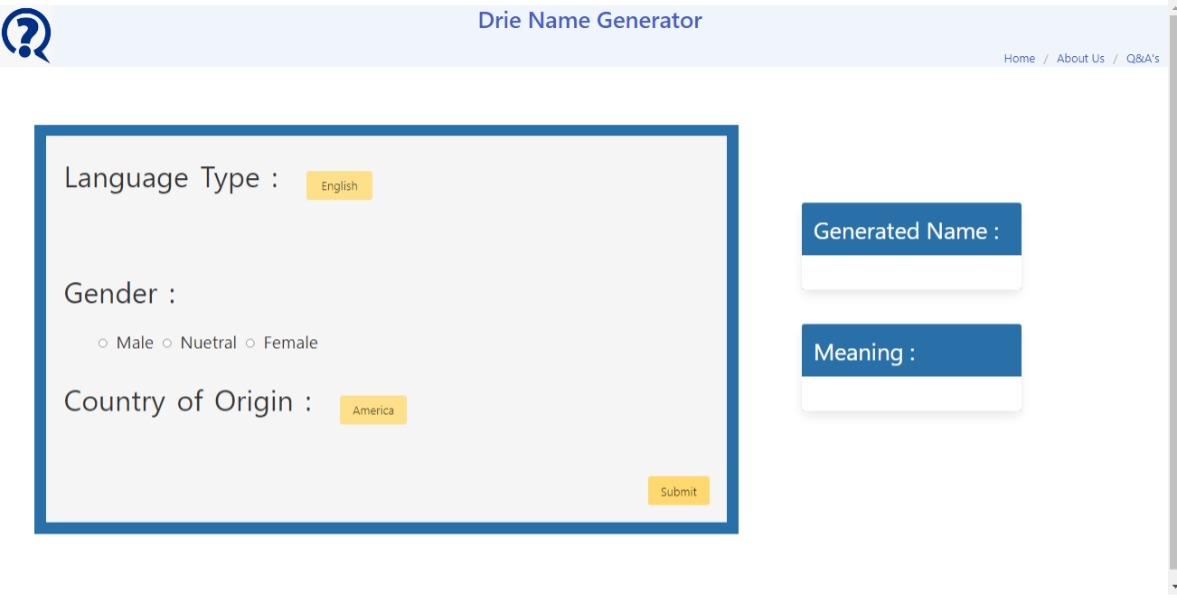 Drie Name Generator
Home / About Us / Q&A's
Language Type : English
Gender :
Male Nuetral Female
Country of Origin : America
Submit
Generated Name :
Meaning :